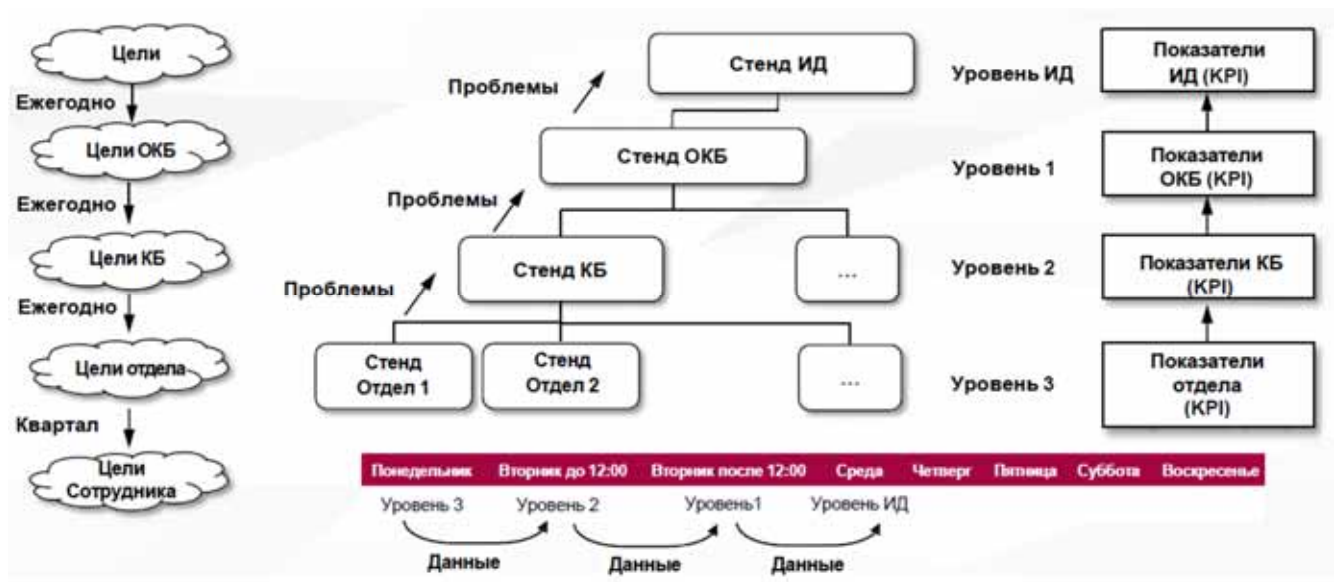 Цели
Ежегодно
Цели ОКБ
Ежегодно
Цели КБ
Ежегодно
Цели отдела
Квартал
Цели
Сотрудника
Проблемы
Стенд ИД
Стенд ОКБ
Проблемы
Стенд КБ
...
Проблемы
Стенд
Отдел 1
Стенд
Отдел 2
...
Уровень ИД
Уровень 1
Уровень 2
Уровень 3
Показатели
ИД (KPI)
Показатели
ОКБ (KPI)
Показатели КБ
(KPI)
Показатели
отдела
(KPI)
Понедельник Вторник до 12:00 Вторник после 12:00 Среда Четверг Пятница Суббота Воскресенье
Уровень 3 Уровень 2 Уровень1 Уровень ИД
Данные Данные Данные